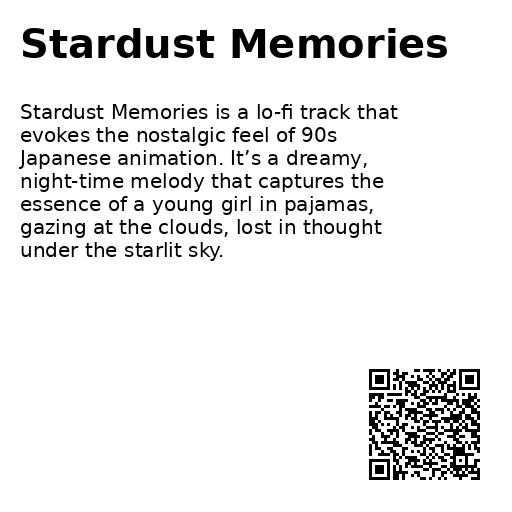 Stardust Memories
Stardust Memories is a lo-fi track that
evokes the nostalgic feel of 90s
Japanese animation. It’s a dreamy,
night-time melody that captures the
essence of a young girl in pajamas,
gazing at the clouds, lost in thought
under the starlit sky.